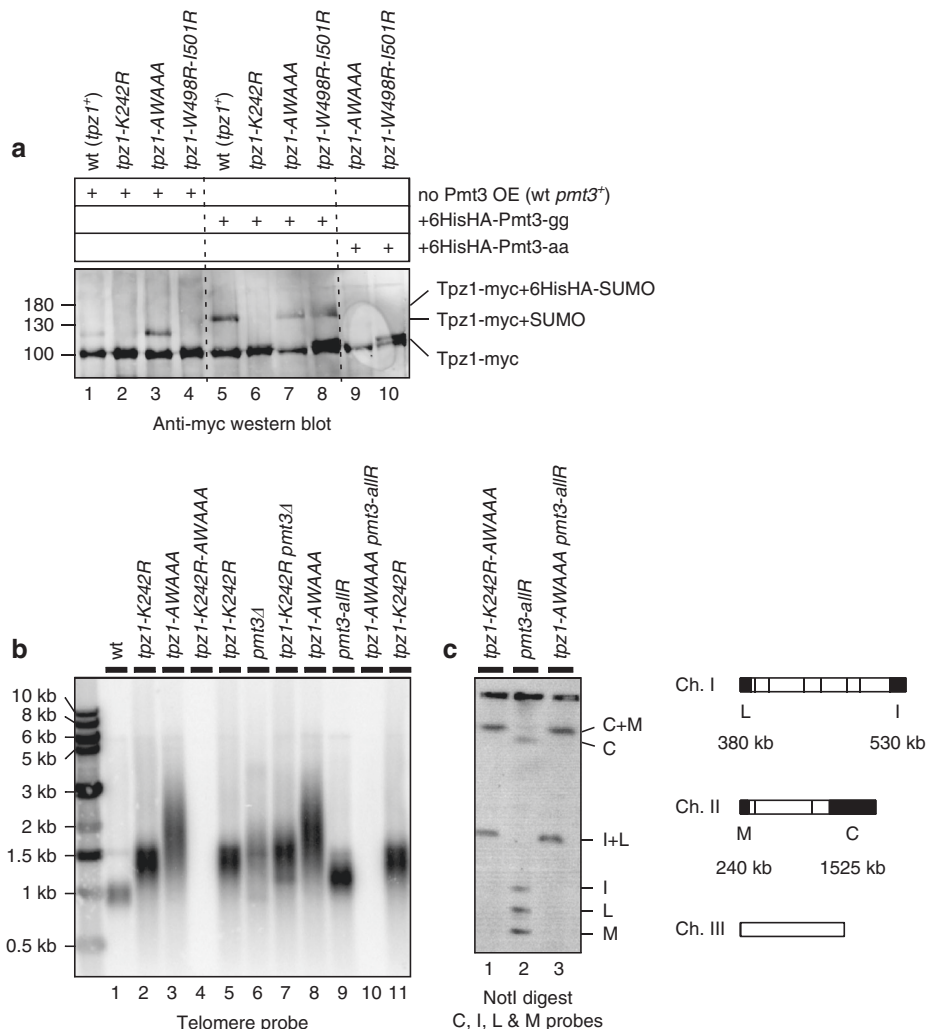 a
wt (tpz1⁺)
tpz1-K242R
tpz1-AWAAA
tpz1-W498R-I501R
wt (tpz1⁺)
tpz1-K242R
tpz1-AWAAA
tpz1-W498R-I501R
tpz1-AWAAA
tpz1-W498R-I501R
+ + + + no Pmt3 OE (wt pmt3⁺)
+ + + + +6HisHA-Pmt3-gg
+ + +6HisHA-Pmt3-aa
180
130
100
Tpz1-myc+6HisHA-SUMO
Tpz1-myc+SUMO
Tpz1-myc
1 2 3 4 5 6 7 8 9 10
Anti-myc western blot
b
wt
tpz1-K242R
tpz1-AWAAA
tpz1-K242R-AWAAA
tpz1-K242R
pmt3Δ
tpz1-K242R pmt3Δ
tpz1-AWAAA
pmt3-allR
tpz1-AWAAA pmt3-allR
tpz1-K242R
10 kb
8 kb
6 kb
5 kb
3 kb
2 kb
1.5 kb
1 kb
0.5 kb
1 2 3 4 5 6 7 8 9 10 11
Telomere probe
c
tpz1-K242R-AWAAA
pmt3-allR
tpz1-AWAAA pmt3-allR
C+M
C
I+L
I
L
M
1 2 3
NotI digest
C, I, L & M probes
Ch. I
L I
380 kb 530 kb
Ch. II
M C
240 kb 1525 kb
Ch. III